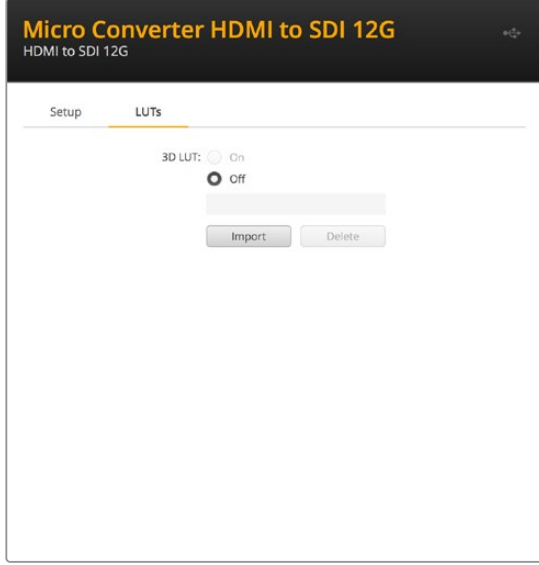 Micro Converter HDMI to SDI 12G
HDMI to SDI 12G
Setup LUTs
3D LUT: On
Off
Import Delete